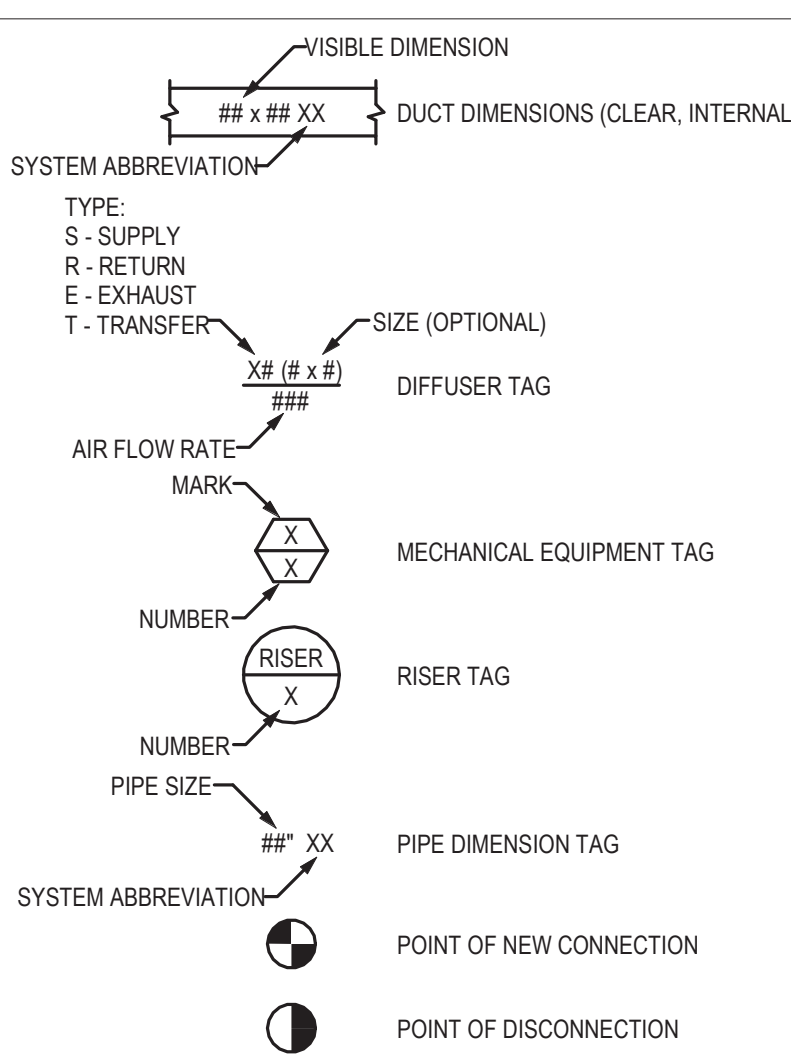 VISIBLE DIMENSION
## x ## XX
DUCT DIMENSIONS (CLEAR, INTERNAL
SYSTEM ABBREVIATION
TYPE:
S - SUPPLY
R - RETURN
E - EXHAUST
T - TRANSFER
SIZE (OPTIONAL)
X# (# x #)
###
DIFFUSER TAG
AIR FLOW RATE
MARK
X
X
MECHANICAL EQUIPMENT TAG
NUMBER
RISER
X
RISER TAG
NUMBER
PIPE SIZE
##" XX
PIPE DIMENSION TAG
SYSTEM ABBREVIATION
POINT OF NEW CONNECTION
POINT OF DISCONNECTION